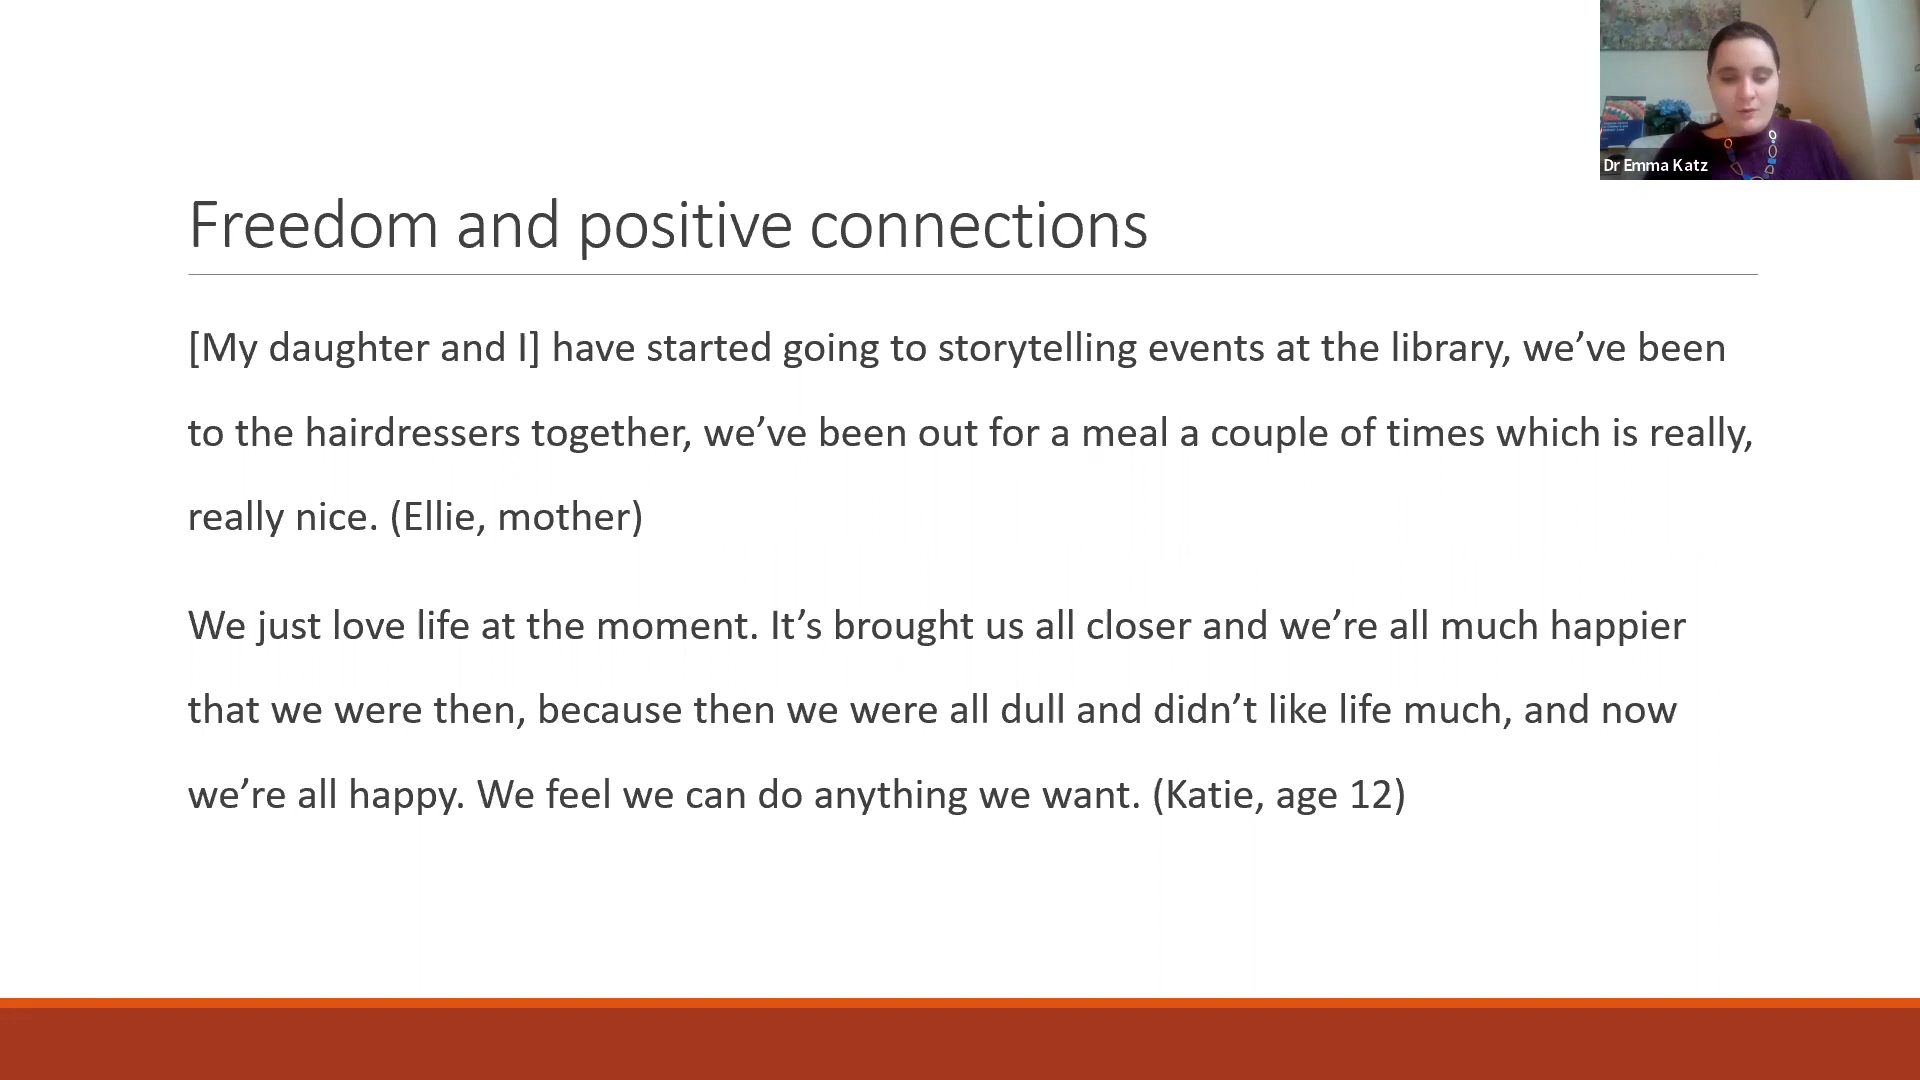 Dr Emma Katz
Freedom and positive connections
[My daughter and I] have started going to storytelling events at the library, we’ve been
to the hairdressers together, we’ve been out for a meal a couple of times which is really,
really nice. (Ellie, mother)
We just love life at the moment. It’s brought us all closer and we’re all much happier
that we were then, because then we were all dull and didn’t like life much, and now
we’re all happy. We feel we can do anything we want. (Katie, age 12)